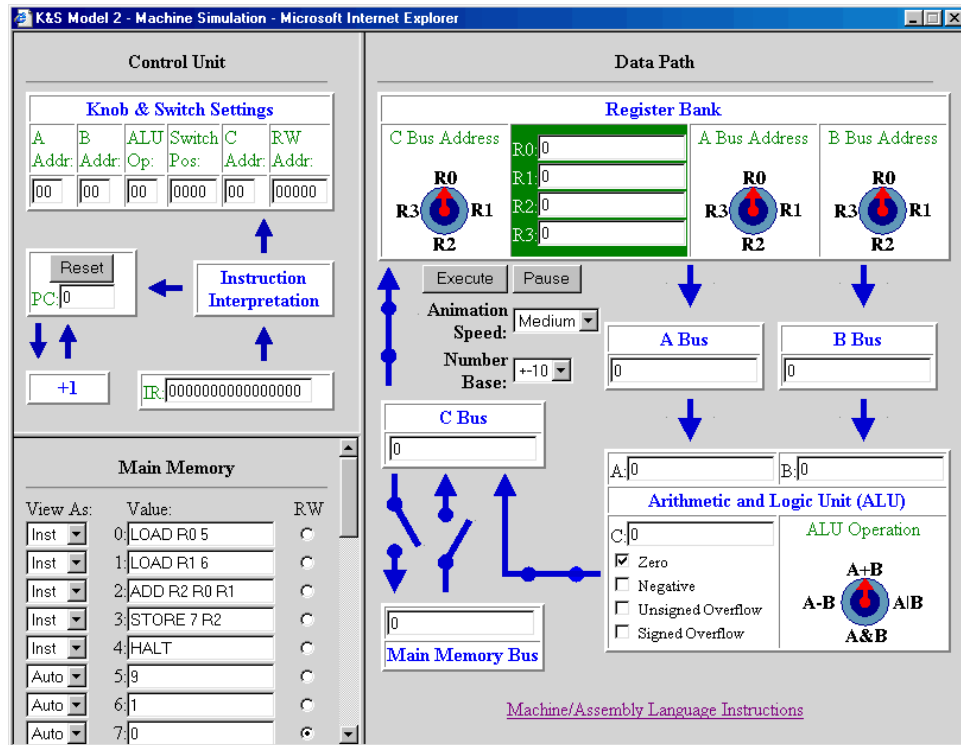 K&S Model 2 - Machine Simulation - Microsoft Internet Explorer
Control Unit
Knob & Switch Settings
A Addr: B Addr: ALU Op: Switch Pos: C Addr: RW Addr:
00 00 00 0000 00 00000
Reset
PC: 0
Instruction
Interpretation
+1
IR: 0000000000000000
Main Memory
View As: Value: RW
Inst 0: LOAD R0 5
Inst 1: LOAD R1 6
Inst 2: ADD R2 R0 R1
Inst 3: STORE 7 R2
Inst 4: HALT
Auto 5: 9
Auto 6: 1
Auto 7: 0
Data Path
Register Bank
C Bus Address
R0
R3 R1
R2
R0: 0
R1: 0
R2: 0
R3: 0
A Bus Address
R0
R3 R1
R2
B Bus Address
R0
R3 R1
R2
Execute Pause
Animation
Speed: Medium
Number
Base: +-10
A Bus
0
B Bus
0
C Bus
0
A: 0
B: 0
Arithmetic and Logic Unit (ALU)
C: 0
Zero
Negative
Unsigned Overflow
Signed Overflow
ALU Operation
A+B
A-B A|B
A&B
0
Main Memory Bus
Machine/Assembly Language Instructions